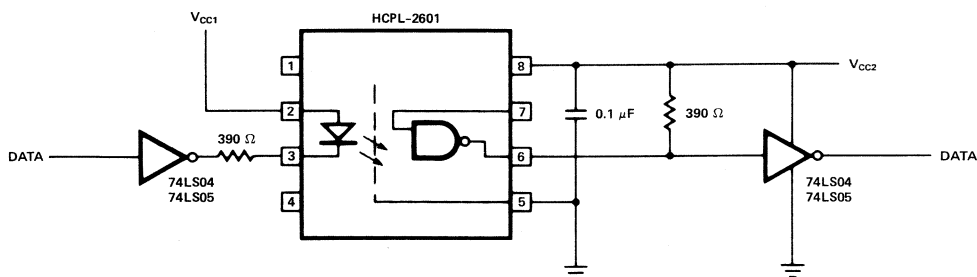 HCPL-2601
VCC1
1
8
VCC2
2
7
0.1 μF
390 Ω
390 Ω
DATA
3
6
DATA
74LS04
74LS05
74LS04
74LS05
4
5